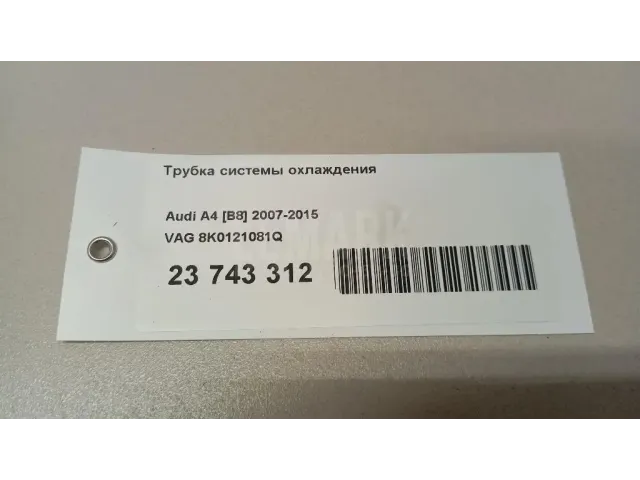 Трубка системы охлаждения
Audi A4 [B8] 2007-2015
VAG 8K0121081Q
23 743 312